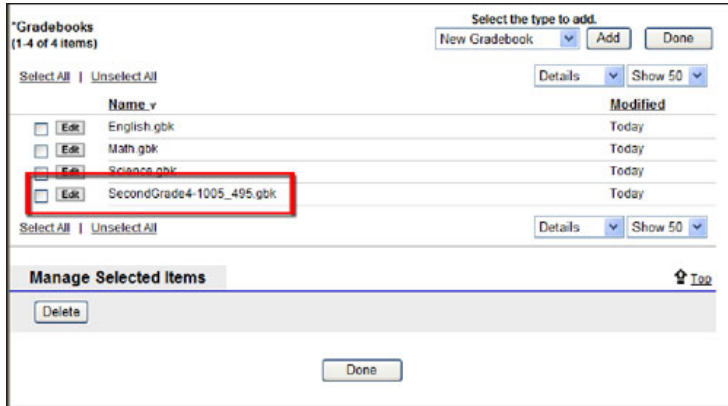 *Gradebooks
(1-4 of 4 items)
Select the type to add.
New Gradebook Add Done
Select All | Unselect All Details Show 50
Name Modified
Edit English.gbk Today
Edit Math.gbk Today
Edit Science.gbk Today
Edit SecondGrade4-1005_495.gbk Today
Select All | Unselect All Details Show 50
Manage Selected Items Top
Delete
Done